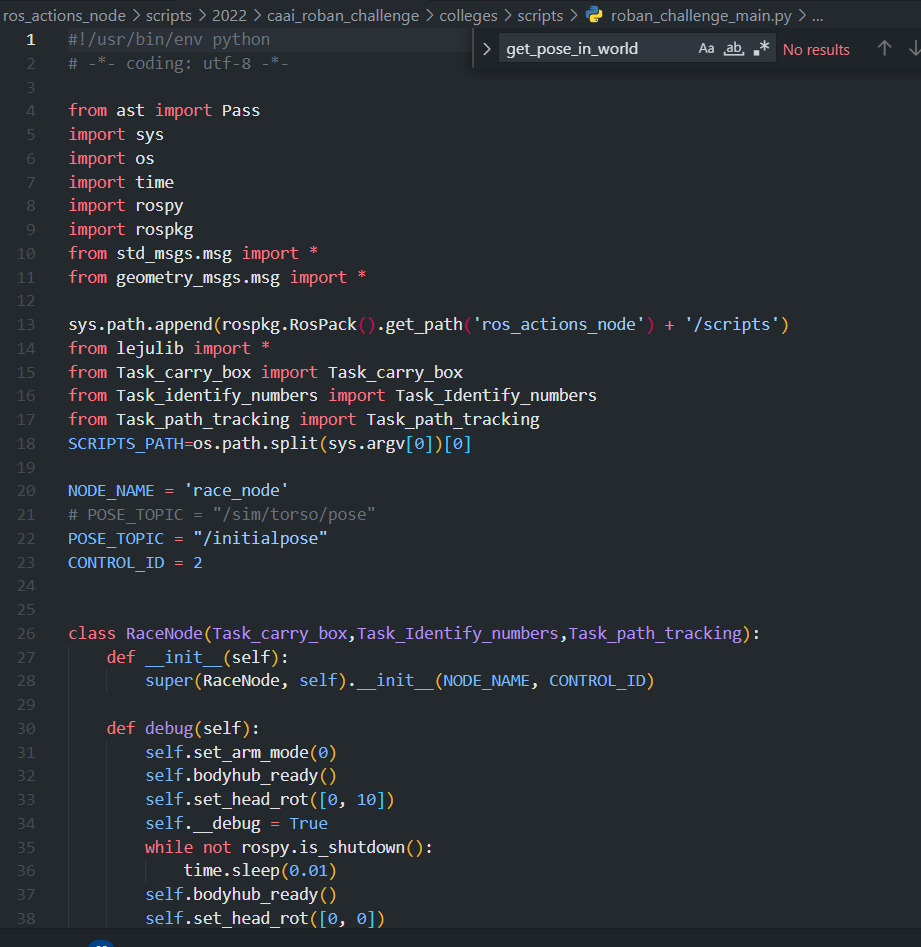 ros_actions_node > scripts > 2022 > caai_roban_challenge > colleges > scripts > roban_challenge_main.py > ...
get_pose_in_world Aa ab .* No results
1 #!/usr/bin/env python
2 # -*- coding: utf-8 -*-
3
4 from ast import Pass
5 import sys
6 import os
7 import time
8 import rospy
9 import rospkg
10 from std_msgs.msg import *
11 from geometry_msgs.msg import *
12
13 sys.path.append(rospkg.RosPack().get_path('ros_actions_node') + '/scripts')
14 from lejulib import *
15 from Task_carry_box import Task_carry_box
16 from Task_identify_numbers import Task_Identify_numbers
17 from Task_path_tracking import Task_path_tracking
18 SCRIPTS_PATH=os.path.split(sys.argv[0])[0]
19
20 NODE_NAME = 'race_node'
21 # POSE_TOPIC = "/sim/torso/pose"
22 POSE_TOPIC = "/initialpose"
23 CONTROL_ID = 2
24
25
26 class RaceNode(Task_carry_box,Task_Identify_numbers,Task_path_tracking):
27     def __init__(self):
28         super(RaceNode, self).__init__(NODE_NAME, CONTROL_ID)
29
30     def debug(self):
31         self.set_arm_mode(0)
32         self.bodyhub_ready()
33         self.set_head_rot([0, 10])
34         self.__debug = True
35         while not rospy.is_shutdown():
36             time.sleep(0.01)
37         self.bodyhub_ready()
38         self.set_head_rot([0, 0])